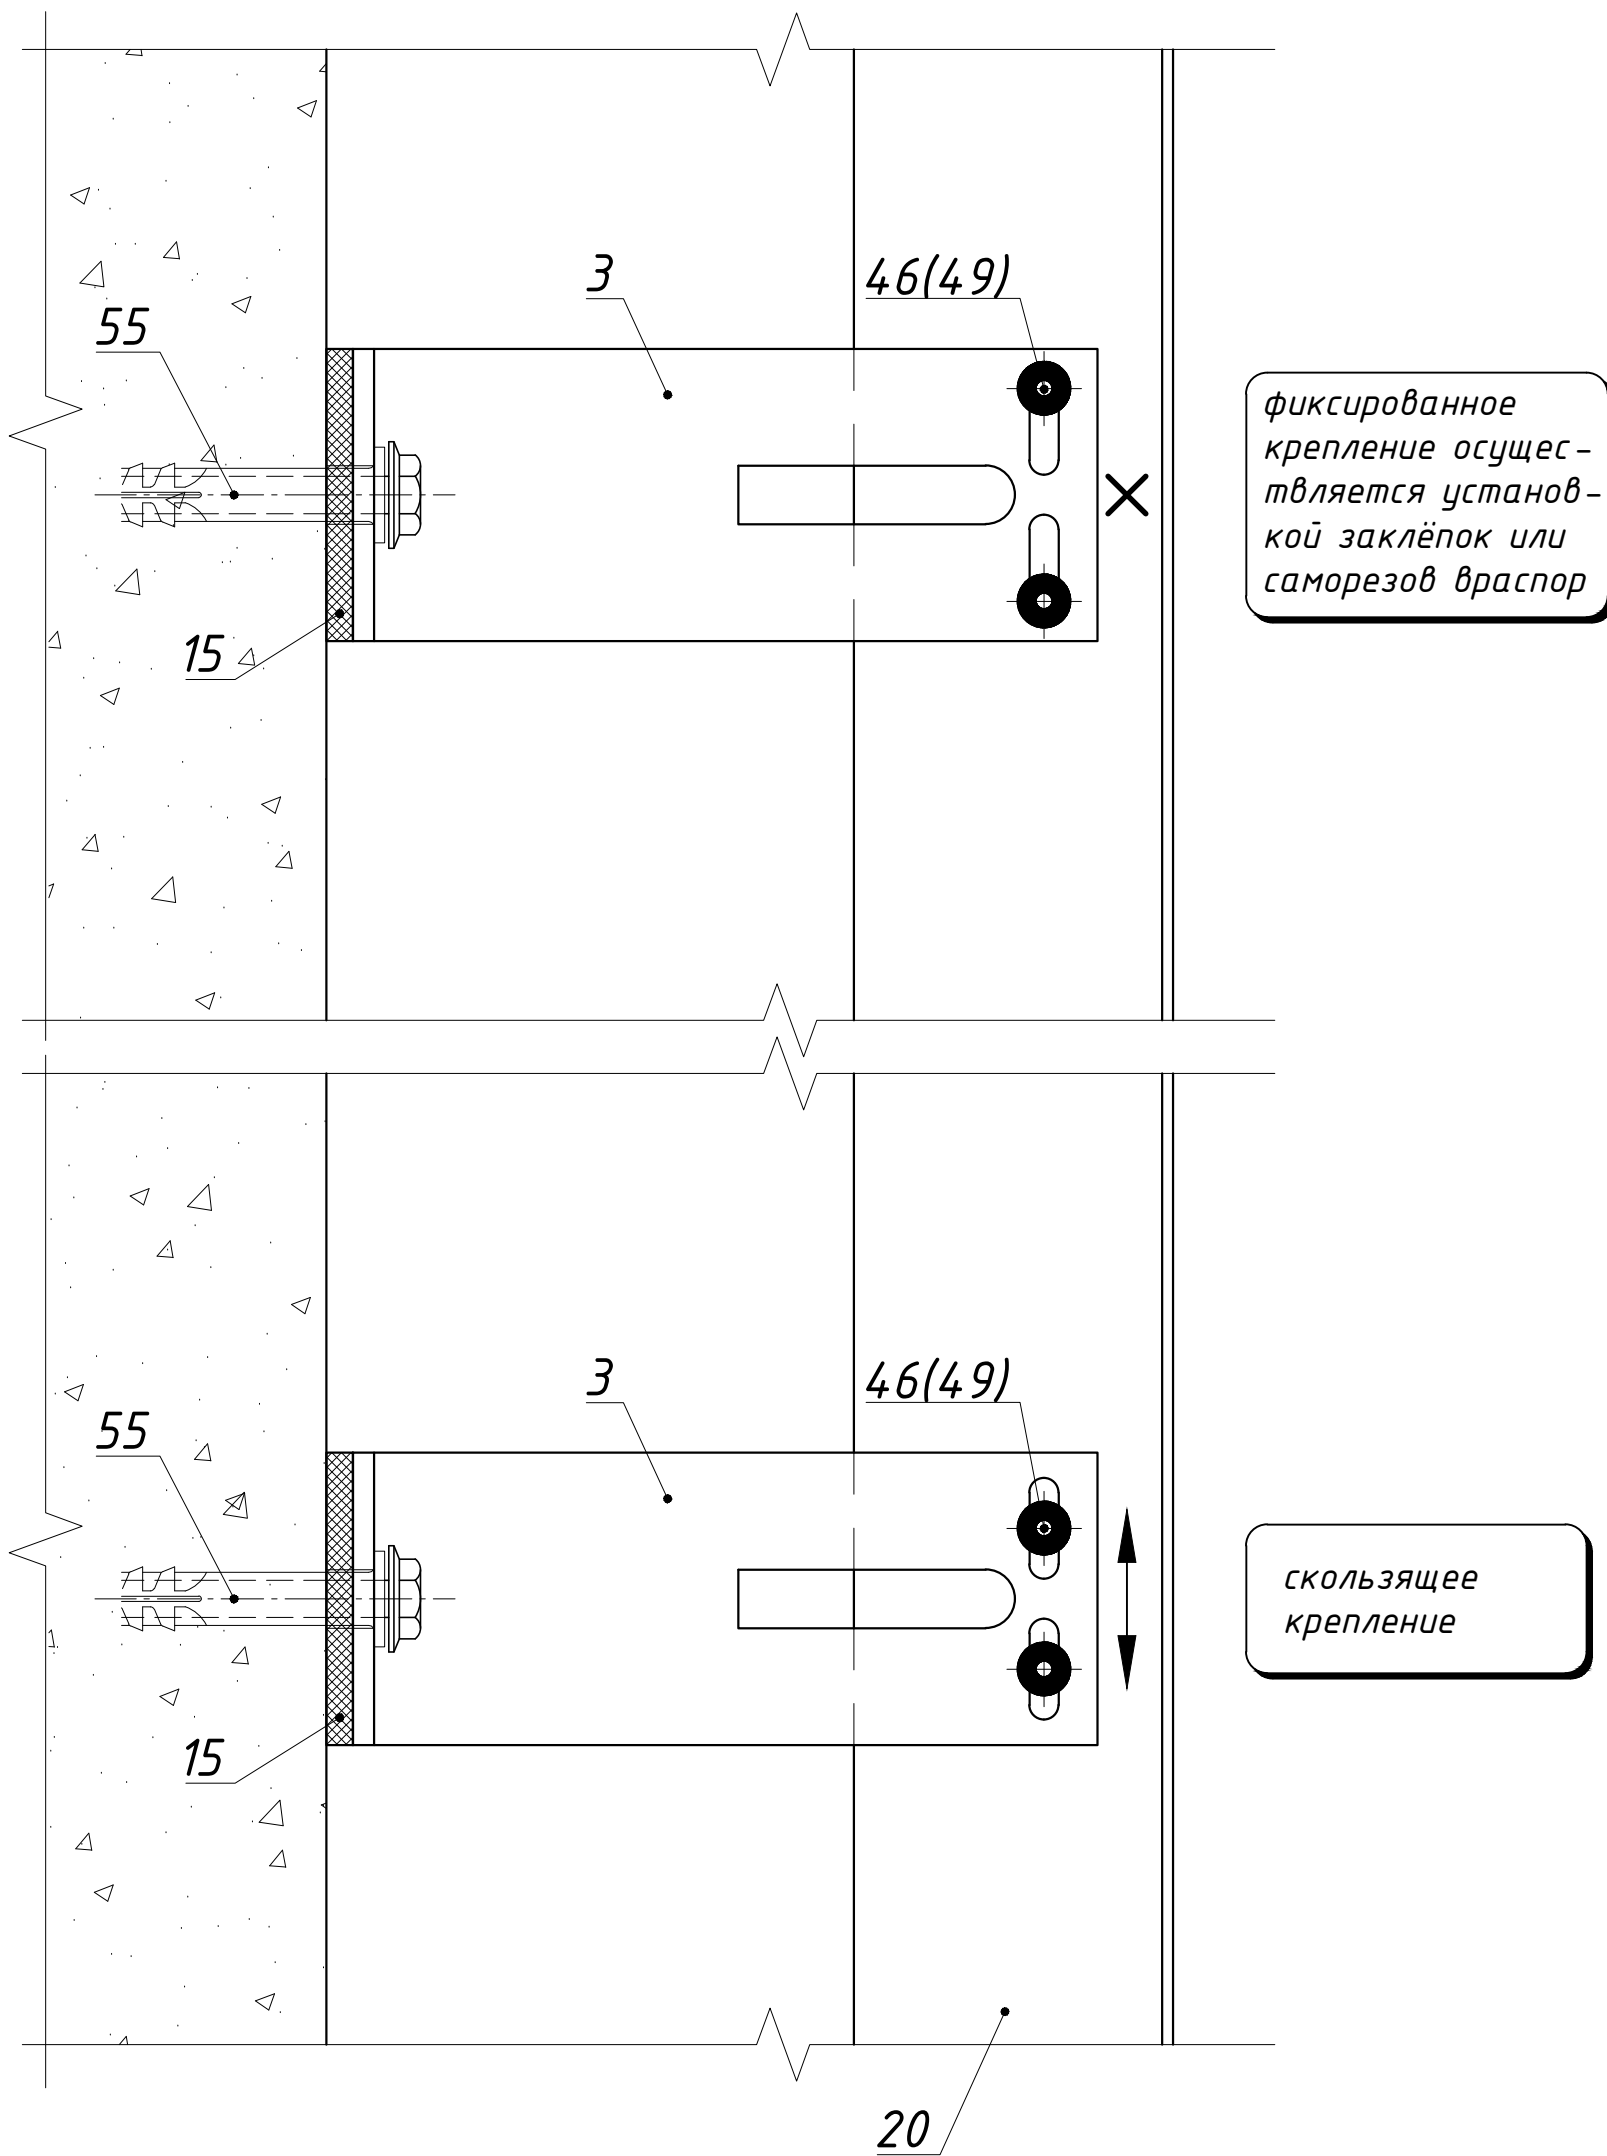 3
46(49)
55
фиксированное
крепление осущес-
твляется установ-
кой заклёпок или
саморезов враспор
15
3
46(49)
55
скользящее
крепление
15
20